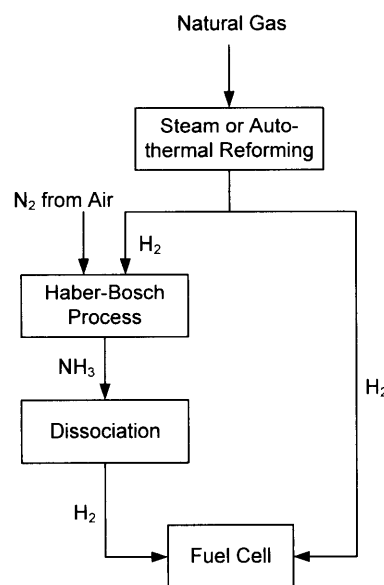 Natural Gas
Steam or Auto-
thermal Reforming
N₂ from Air
H₂
Haber-Bosch
Process
NH₃
H₂
Dissociation
H₂
Fuel Cell